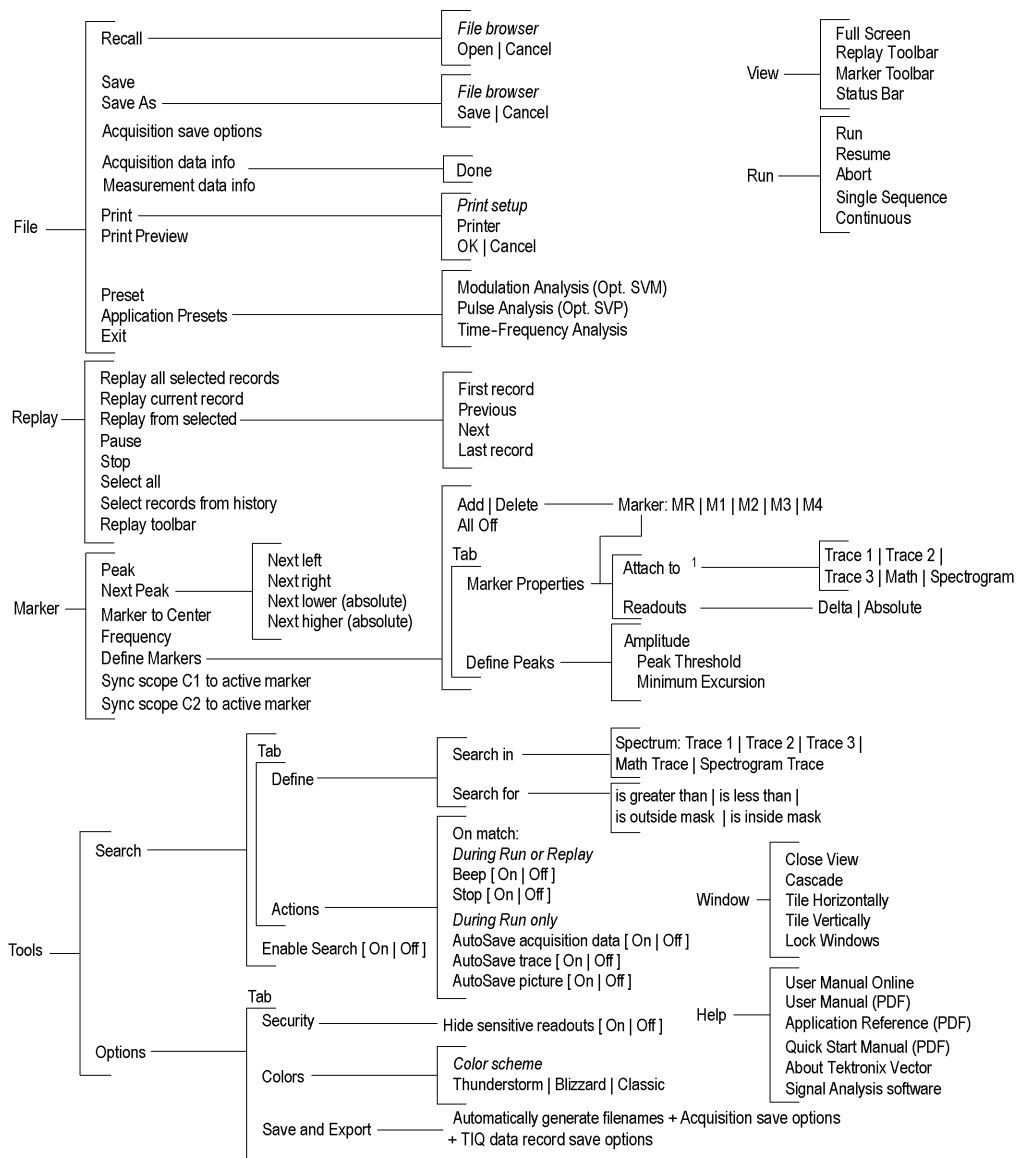 File
Recall
File browser
Open | Cancel
Save
Save As
File browser
Save | Cancel
Acquisition save options
Acquisition data info
Measurement data info
Done
Print
Print Preview
Print setup
Printer
OK | Cancel
Preset
Application Presets
Exit
Modulation Analysis (Opt. SVM)
Pulse Analysis (Opt. SVP)
Time-Frequency Analysis
View
Full Screen
Replay Toolbar
Marker Toolbar
Status Bar
Run
Run
Resume
Abort
Single Sequence
Continuous
Replay
Replay all selected records
Replay current record
Replay from selected
Pause
Stop
Select all
Select records from history
Replay toolbar
First record
Previous
Next
Last record
Marker
Peak
Next Peak
Marker to Center
Frequency
Define Markers
Sync scope C1 to active marker
Sync scope C2 to active marker
Next left
Next right
Next lower (absolute)
Next higher (absolute)
Add | Delete
All Off
Marker: MR | M1 | M2 | M3 | M4
Tab
Marker Properties
Attach to 1
Trace 1 | Trace 2 |
Trace 3 | Math | Spectrogram
Readouts
Delta | Absolute
Define Peaks
Amplitude
Peak Threshold
Minimum Excursion
Tools
Search
Tab
Define
Search in
Spectrum: Trace 1 | Trace 2 | Trace 3 |
Math Trace | Spectrogram Trace
Search for
is greater than | is less than |
is outside mask | is inside mask
Actions
On match:
During Run or Replay
Beep [ On | Off ]
Stop [ On | Off ]
During Run only
AutoSave acquisition data [ On | Off ]
AutoSave trace [ On | Off ]
AutoSave picture [ On | Off ]
Enable Search [ On | Off ]
Options
Tab
Security
Hide sensitive readouts [ On | Off ]
Colors
Color scheme
Thunderstorm | Blizzard | Classic
Save and Export
Automatically generate filenames + Acquisition save options
+ TIQ data record save options
Window
Close View
Cascade
Tile Horizontally
Tile Vertically
Lock Windows
Help
User Manual Online
User Manual (PDF)
Application Reference (PDF)
Quick Start Manual (PDF)
About Tektronix Vector
Signal Analysis software